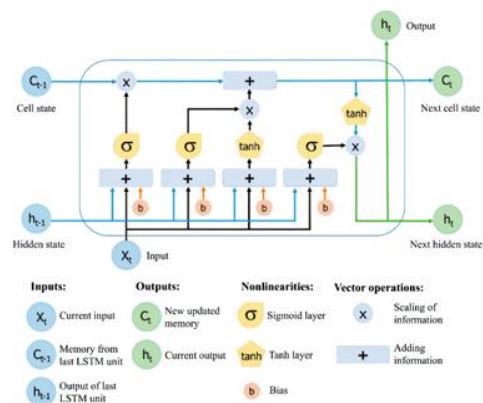 hₜ
Output
Cₜ₋₁
x
+
Cₜ
Cell state
x
tanh
Next cell state
σ
σ
tanh
σ
x
+
+
+
+
hₜ₋₁
b
b
b
b
hₜ
Hidden state
Next hidden state
Xₜ
Input
Inputs:
Outputs:
Nonlinearities:
Vector operations:
Xₜ
Current input
Cₜ
New updated
memory
σ
Sigmoid layer
x
Scaling of
information
Cₜ₋₁
Memory from
last LSTM unit
hₜ
Current output
tanh
Tanh layer
+
Adding
information
hₜ₋₁
Output of last
LSTM unit
b
Bias